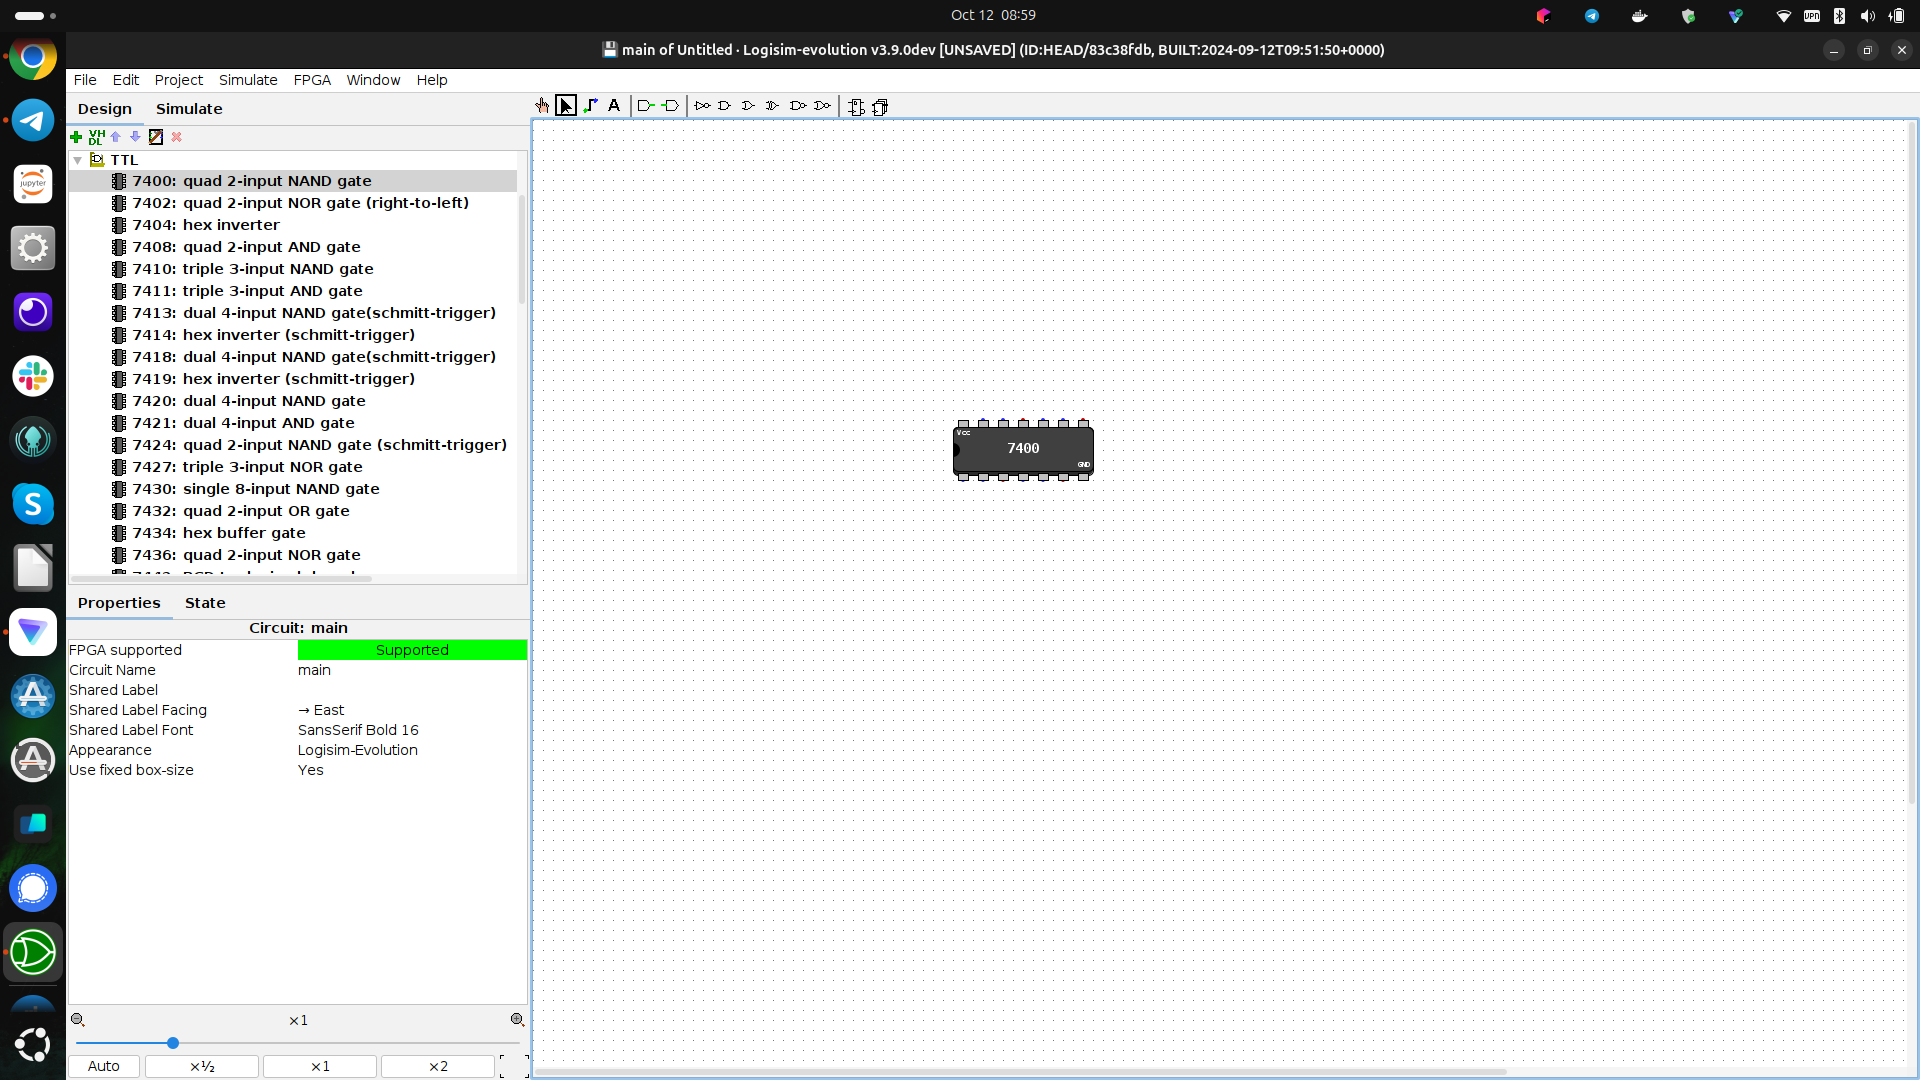 Oct 12 08:59
main of Untitled · Logisim-evolution v3.9.0dev [UNSAVED] (ID:HEAD/83c38fdb, BUILT:2024-09-12T09:51:50+0000)
File Edit Project Simulate FPGA Window Help
Design Simulate
A
VH
DL
TTL
7400: quad 2-input NAND gate
7402: quad 2-input NOR gate (right-to-left)
7404: hex inverter
7408: quad 2-input AND gate
7410: triple 3-input NAND gate
7411: triple 3-input AND gate
7413: dual 4-input NAND gate(schmitt-trigger)
7414: hex inverter (schmitt-trigger)
7418: dual 4-input NAND gate(schmitt-trigger)
7419: hex inverter (schmitt-trigger)
7420: dual 4-input NAND gate
7421: dual 4-input AND gate
7424: quad 2-input NAND gate (schmitt-trigger)
7427: triple 3-input NOR gate
7430: single 8-input NAND gate
7432: quad 2-input OR gate
7434: hex buffer gate
7436: quad 2-input NOR gate
Vcc
7400
GND
Properties State
Circuit: main
FPGA supported Supported
Circuit Name main
Shared Label
Shared Label Facing → East
Shared Label Font SansSerif Bold 16
Appearance Logisim-Evolution
Use fixed box-size Yes
×1
Auto ×½ ×1 ×2
jupyter
VPN